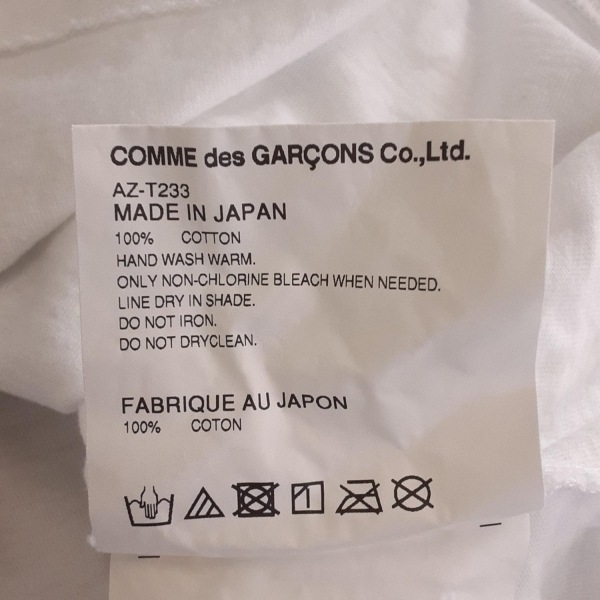 COMME des GARÇONS Co.,Ltd.
AZ-T233
MADE IN JAPAN
100% COTTON
HAND WASH WARM.
ONLY NON-CHLORINE BLEACH WHEN NEEDED.
LINE DRY IN SHADE.
DO NOT IRON.
DO NOT DRYCLEAN.
FABRIQUE AU JAPON
100% COTON